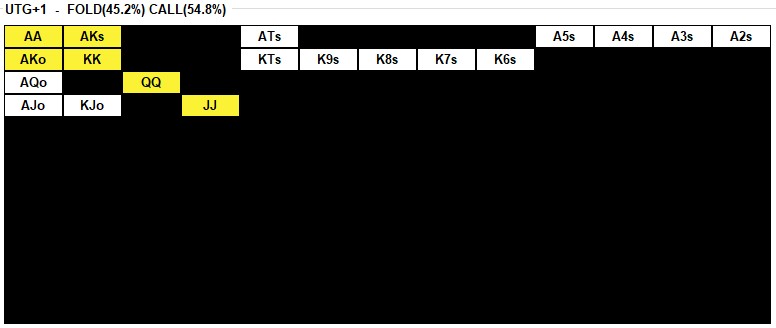 UTG+1 - FOLD(45.2%) CALL(54.8%)
AA AKs ATs A5s A4s A3s A2s
AKo KK KTs K9s K8s K7s K6s
AQo QQ
AJo KJo JJ